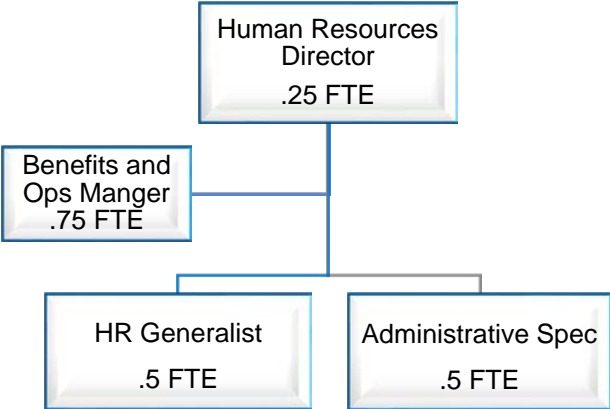 Human Resources
Director
.25 FTE
Benefits and
Ops Manger
.75 FTE
HR Generalist
.5 FTE
Administrative Spec
.5 FTE